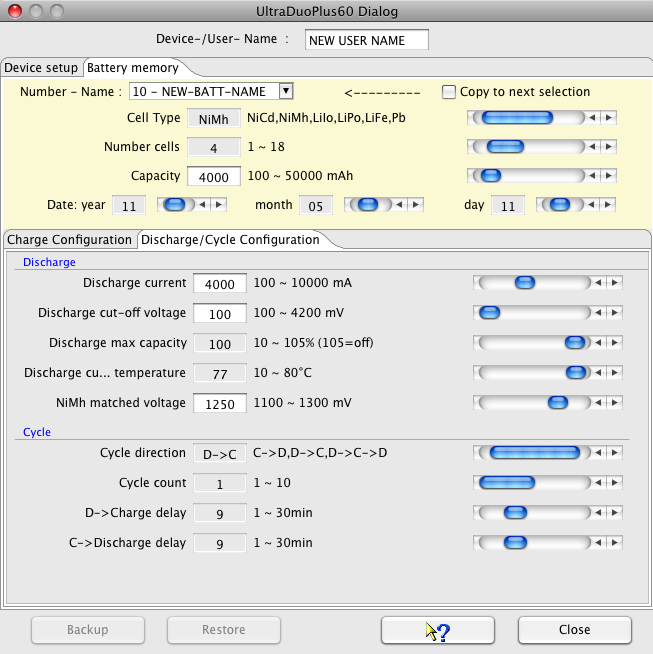 UltraDuoPlus60 Dialog
Device-/User- Name : NEW USER NAME
Device setup Battery memory
Number - Name : 10 - NEW-BATT-NAME <--------- Copy to next selection
Cell Type NiMh NiCd,NiMh,LiIo,LiPo,LiFe,Pb
Number cells 4 1 ~ 18
Capacity 4000 100 ~ 50000 mAh
Date: year 11 month 05 day 11
Charge Configuration Discharge/Cycle Configuration
Discharge
Discharge current 4000 100 ~ 10000 mA
Discharge cut-off voltage 100 100 ~ 4200 mV
Discharge max capacity 100 10 ~ 105% (105=off)
Discharge cu... temperature 77 10 ~ 80°C
NiMh matched voltage 1250 1100 ~ 1300 mV
Cycle
Cycle direction D->C C->D,D->C,D->C->D
Cycle count 1 1 ~ 10
D->Charge delay 9 1 ~ 30min
C->Discharge delay 9 1 ~ 30min
Backup Restore ? Close